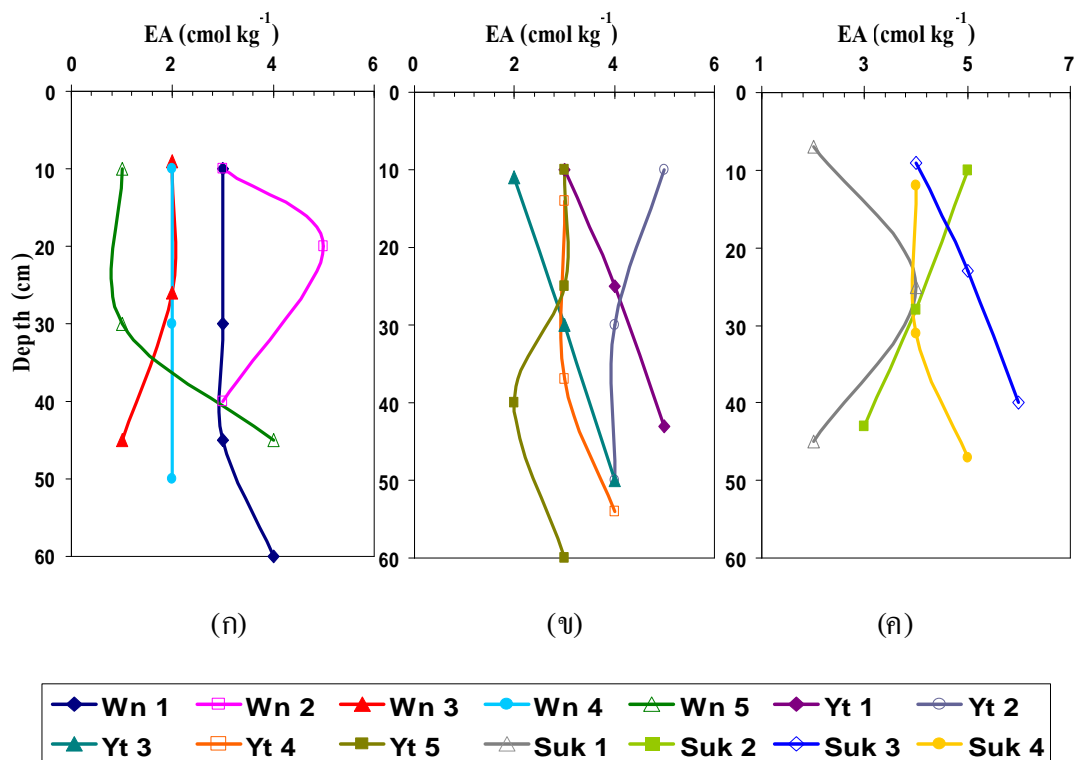 EA (cmol kg-1) EA (cmol kg-1) EA (cmol kg-1)
0 2 4 6 2 4 6 1 3 5 7
Depth (cm)
0 0 0
10 10 10
20 20 20
30 30 30
40 40 40
50 50 50
60 60 60
(ก) (ข) (ค)
Wn 1 Wn 2 Wn 3 Wn 4 Wn 5 Yt 1 Yt 2
Yt 3 Yt 4 Yt 5 Suk 1 Suk 2 Suk 3 Suk 4